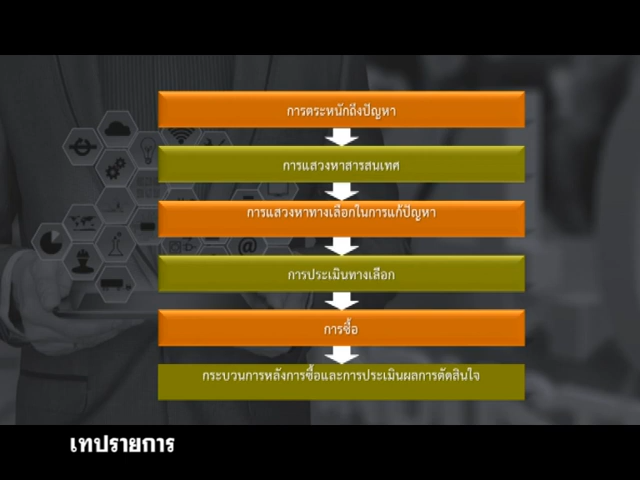 การตระหนักถึงปัญหา
การแสวงหาสารสนเทศ
การแสวงหาทางเลือกในการแก้ปัญหา
การประเมินทางเลือก
การซื้อ
กระบวนการหลังการซื้อและการประเมินผลการตัดสินใจ
เทปรายการ